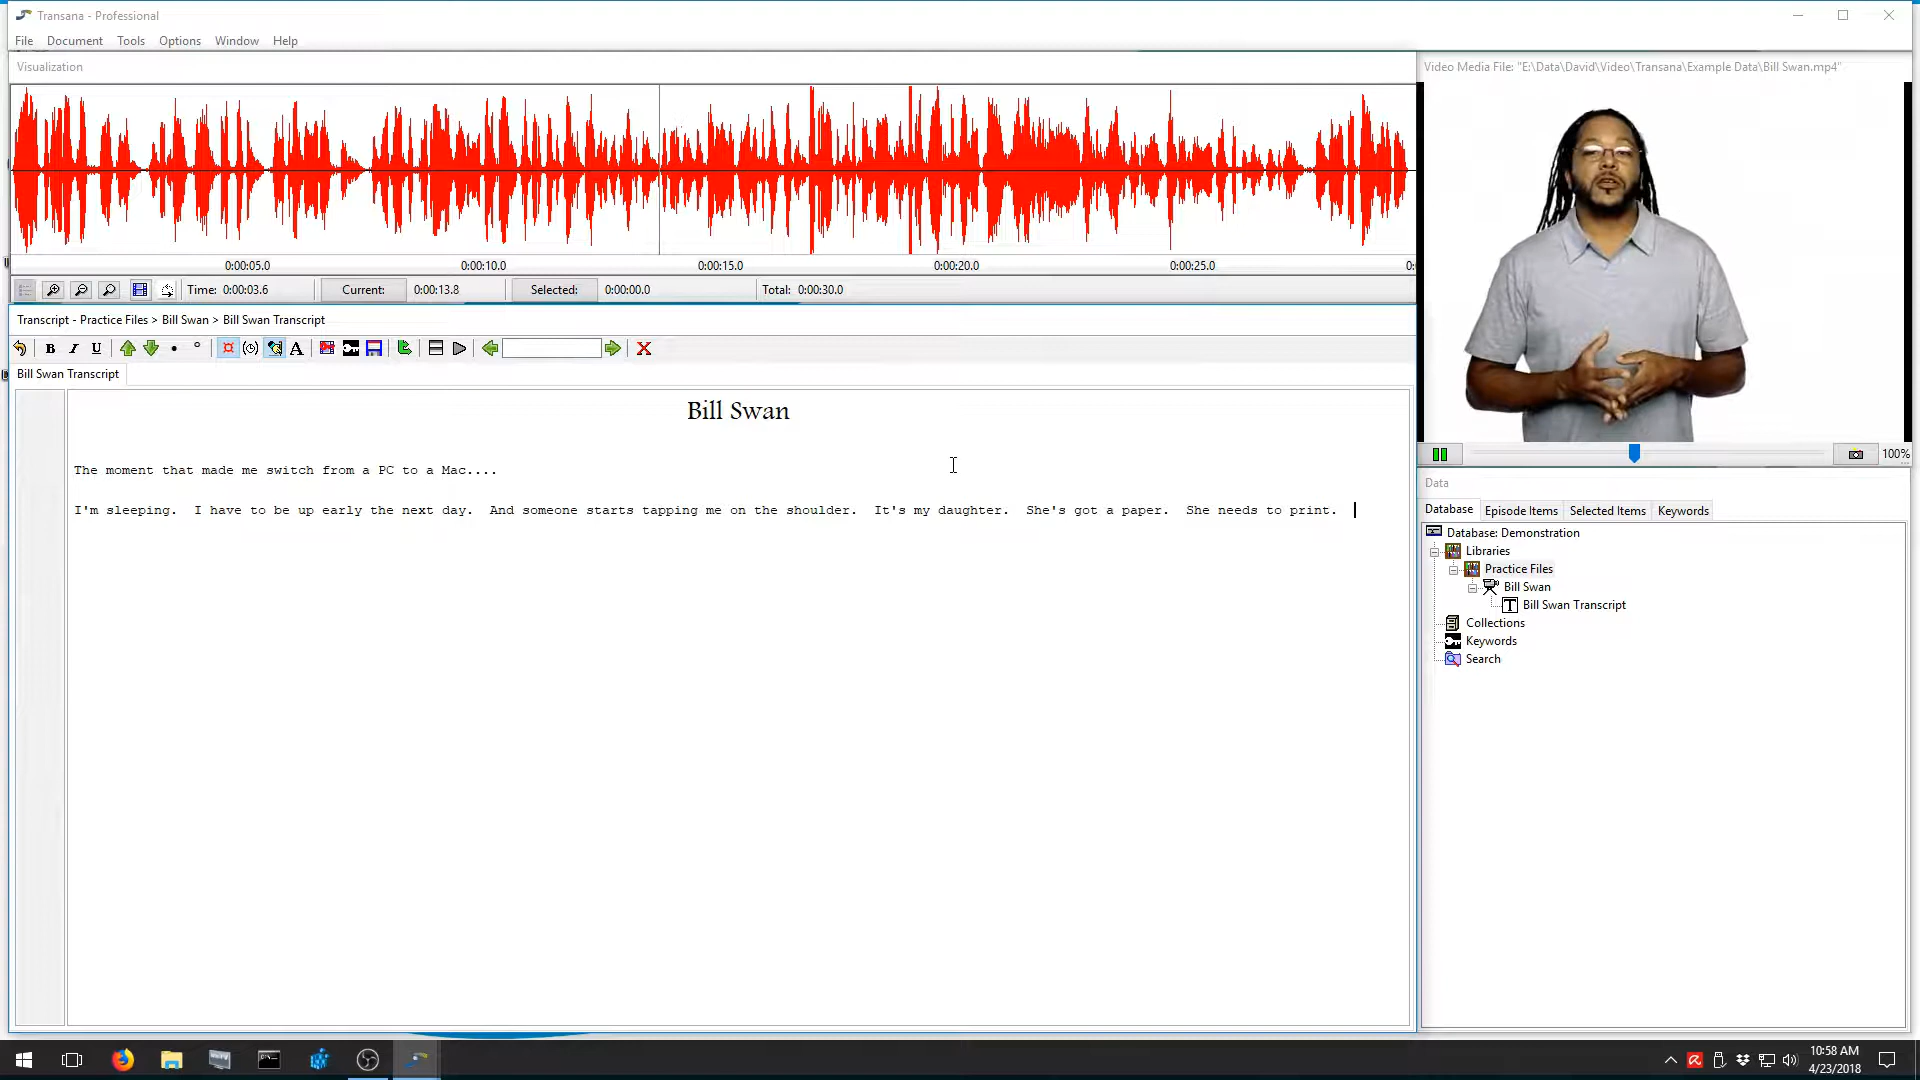 Transana - Professional
File Document Tools Options Window Help
Visualization
Video Media File: "E:\Data\David\Video\Transana\Example Data\Bill Swan.mp4"
0:00:05.0 0:00:10.0 0:00:15.0 0:00:20.0 0:00:25.0 0:
Time: 0:00:03.6 Current: 0:00:13.8 Selected: 0:00:00.0 Total: 0:00:30.0
Transcript - Practice Files > Bill Swan > Bill Swan Transcript
B I U A
Bill Swan Transcript
Bill Swan
The moment that made me switch from a PC to a Mac....
I'm sleeping. I have to be up early the next day. And someone starts tapping me on the shoulder. It's my daughter. She's got a paper. She needs to print.
100%
Data
Database Episode Items Selected Items Keywords
Database: Demonstration
Libraries
Practice Files
Bill Swan
T Bill Swan Transcript
Collections
Keywords
Search
10:58 AM
4/23/2018